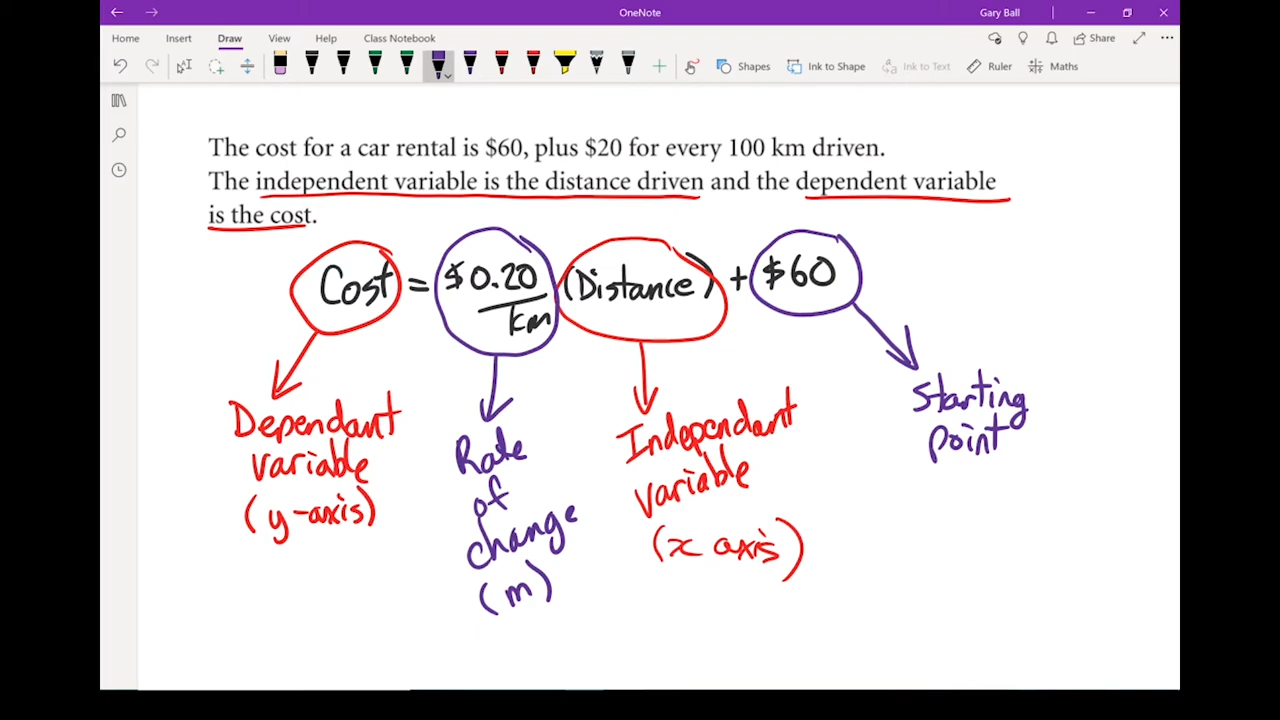 OneNote
Gary Ball
Home Insert Draw View Help Class Notebook
Share
Shapes Ink to Shape Ink to Text Ruler Maths
The cost for a car rental is $60, plus $20 for every 100 km driven.
The independent variable is the distance driven and the dependent variable
is the cost.
Cost = $0.20/km (Distance) + $60
Dependant
variable
(y-axis)
Rate
of
change
(m)
Independant
variable
(x axis)
Starting
point